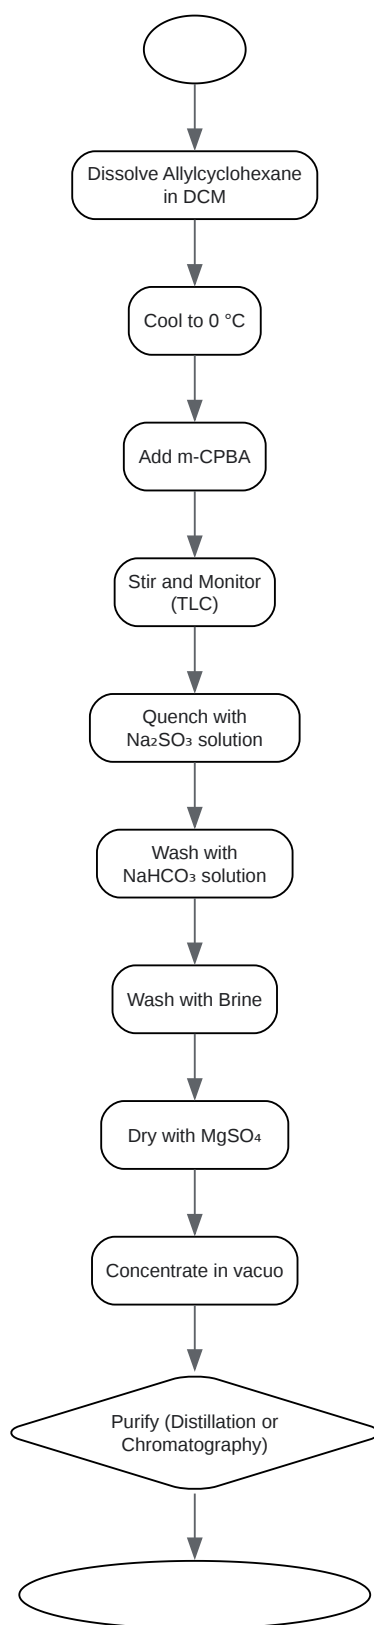 Dissolve Allylcyclohexane
in DCM
Cool to 0 °C
Add m-CPBA
Stir and Monitor
(TLC)
Quench with
Na₂SO₃ solution
Wash with
NaHCO₃ solution
Wash with Brine
Dry with MgSO₄
Concentrate in vacuo
Purify (Distillation or
Chromatography)